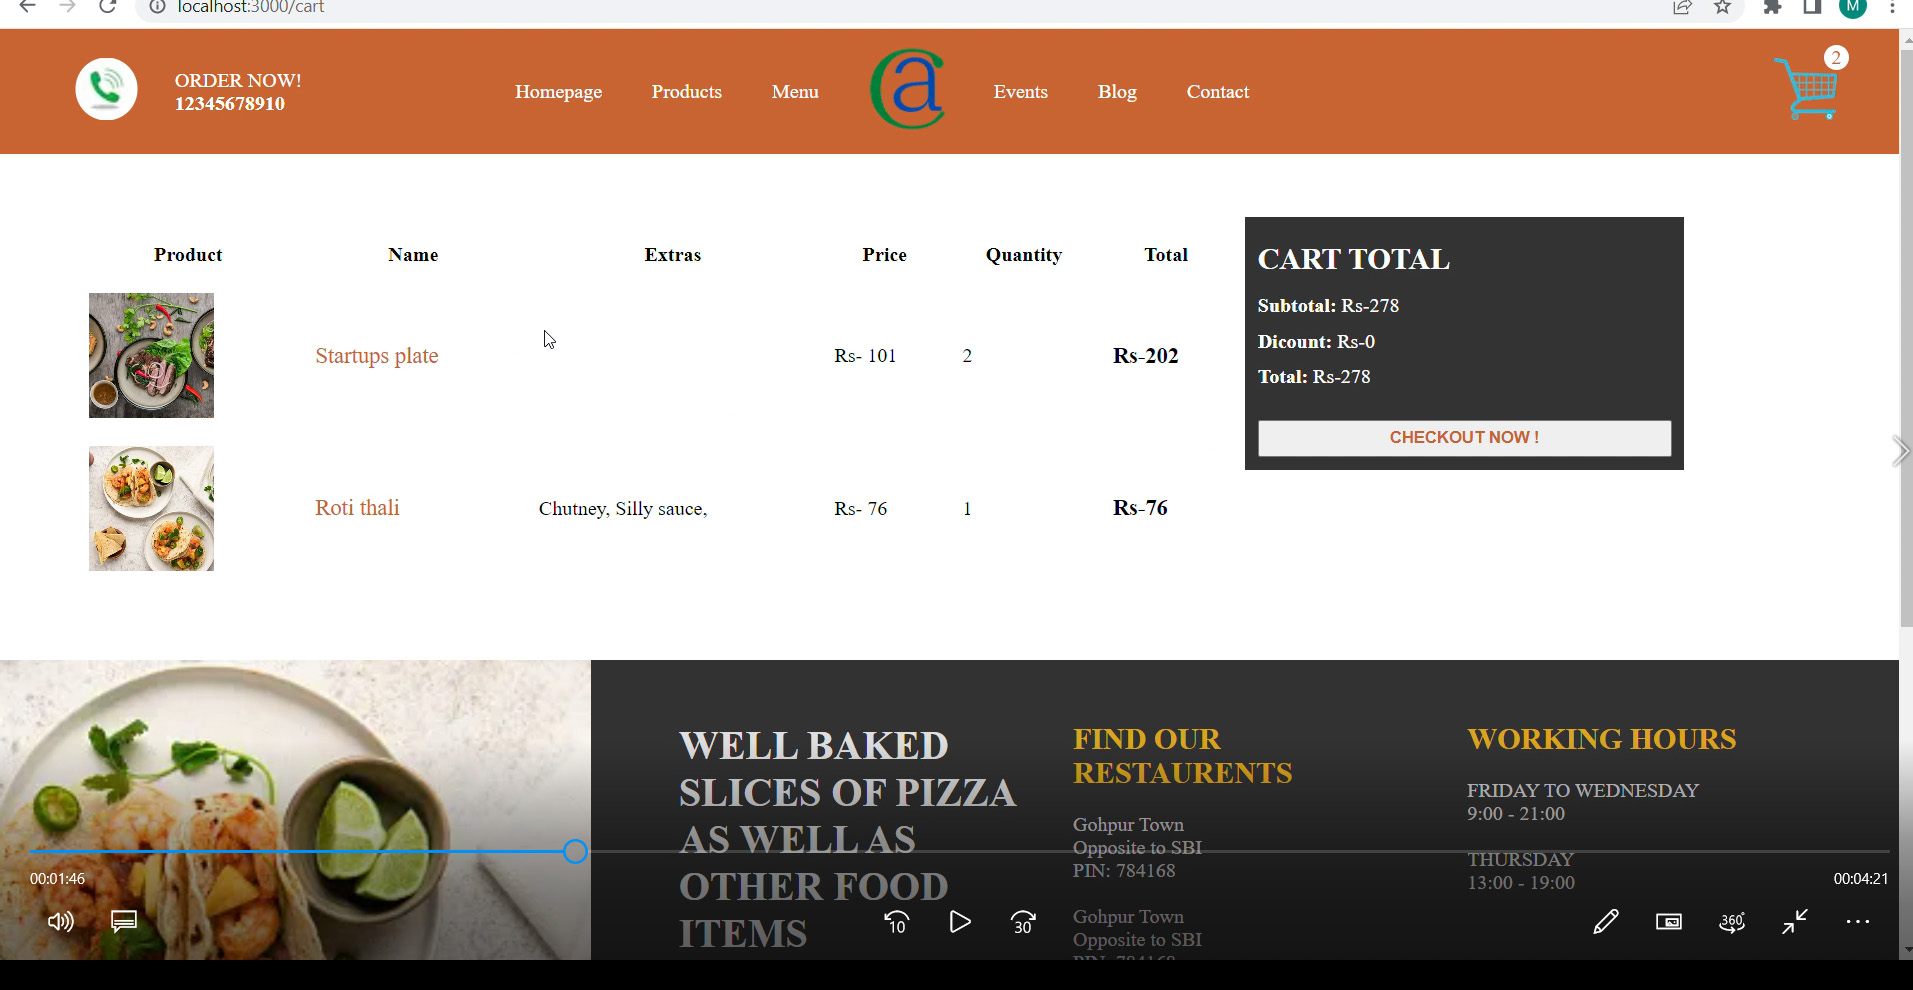 localhost:3000/cart
M
ORDER NOW!
12345678910
Homepage
Products
Menu
Ca
Events
Blog
Contact
2
Product
Name
Extras
Price
Quantity
Total
Startups plate
Rs- 101
2
Rs-202
Roti thali
Chutney, Silly sauce,
Rs- 76
1
Rs-76
CART TOTAL
Subtotal: Rs-278
Dicount: Rs-0
Total: Rs-278
CHECKOUT NOW !
WELL BAKED
SLICES OF PIZZA
AS WELL AS
OTHER FOOD
ITEMS
FIND OUR
RESTAURENTS
Gohpur Town
Opposite to SBI
PIN: 784168
Gohpur Town
Opposite to SBI
PIN: 784168
WORKING HOURS
FRIDAY TO WEDNESDAY
9:00 - 21:00
THURSDAY
13:00 - 19:00
00:01:46
00:04:21
10
30
360°